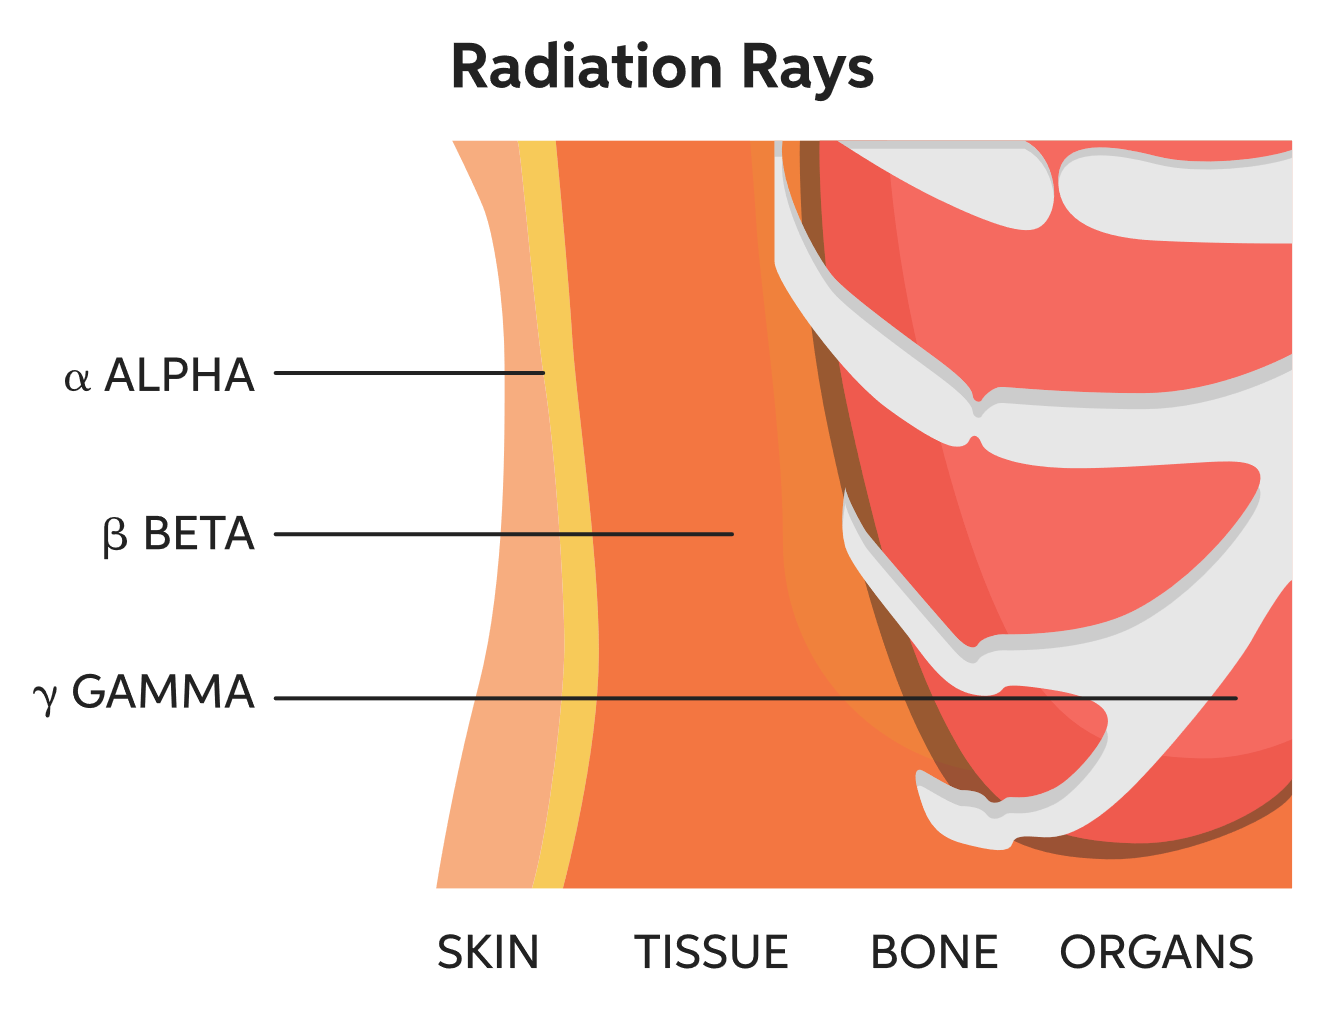 Radiation Rays
α ALPHA
β BETA
γ GAMMA
SKIN TISSUE BONE ORGANS